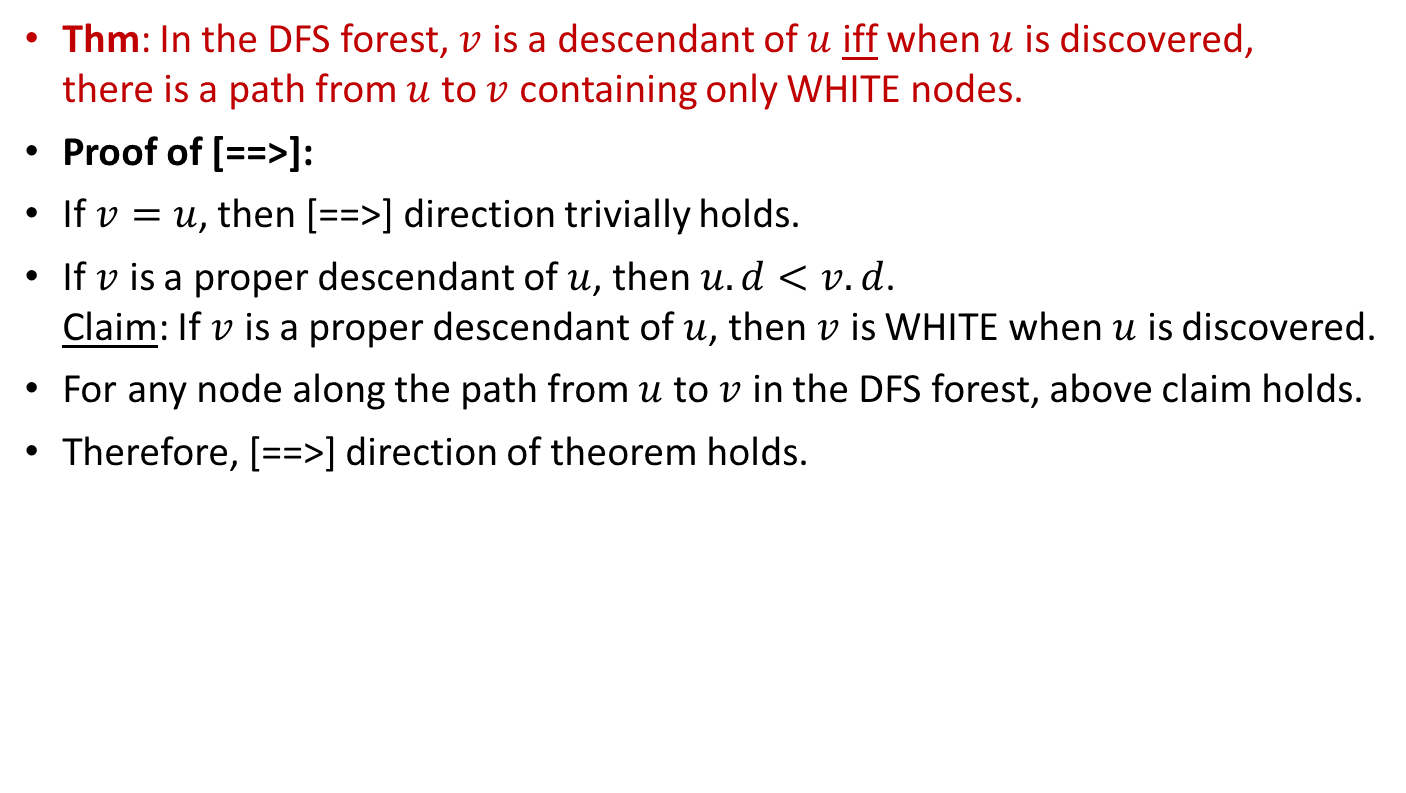 • Thm: In the DFS forest, 𝑣 is a descendant of 𝑢 iff when 𝑢 is discovered,
there is a path from 𝑢 to 𝑣 containing only WHITE nodes.
• Proof of [==>]:
• If 𝑣 = 𝑢, then [==>] direction trivially holds.
• If 𝑣 is a proper descendant of 𝑢, then 𝑢.𝑑 < 𝑣.𝑑.
Claim: If 𝑣 is a proper descendant of 𝑢, then 𝑣 is WHITE when 𝑢 is discovered.
• For any node along the path from 𝑢 to 𝑣 in the DFS forest, above claim holds.
• Therefore, [==>] direction of theorem holds.